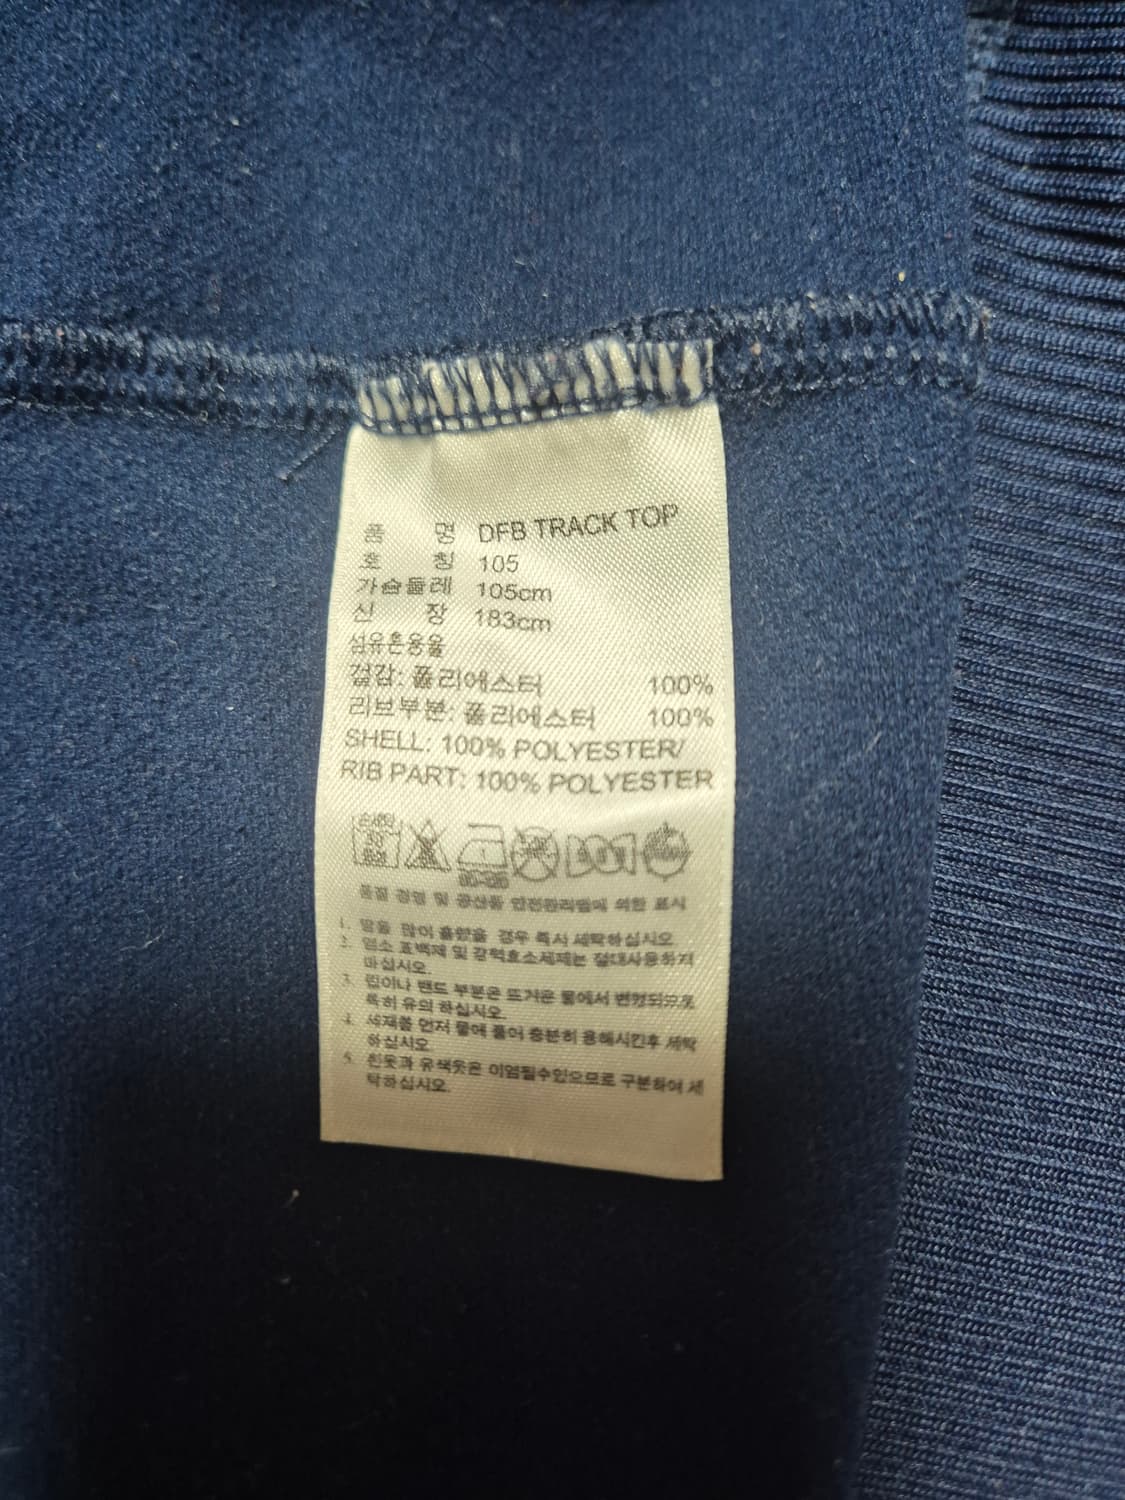 품 명 DFB TRACK TOP
호 칭 105
가슴둘레 105cm
신 장 183cm
섬유혼용율
겉감: 폴리에스터 100%
리브부분: 폴리에스터 100%
SHELL: 100% POLYESTER/
RIB PART: 100% POLYESTER
품질 경영 및 공산품 안전관리법에 의한 표시
1. 땀을 많이 흘렸을 경우 즉시 세탁하십시오
2. 염소 표백제 및 강력효소세제는 절대사용하지
마십시오.
3. 립이나 밴드 부분은 뜨거운 물에서 변형되므로
특히 유의 하십시오.
4. 세제를 먼저 물에 풀어 충분히 용해시킨후 세탁
하십시오
5. 흰옷과 유색옷은 이염될수있으므로 구분하여 세
탁하십시오.